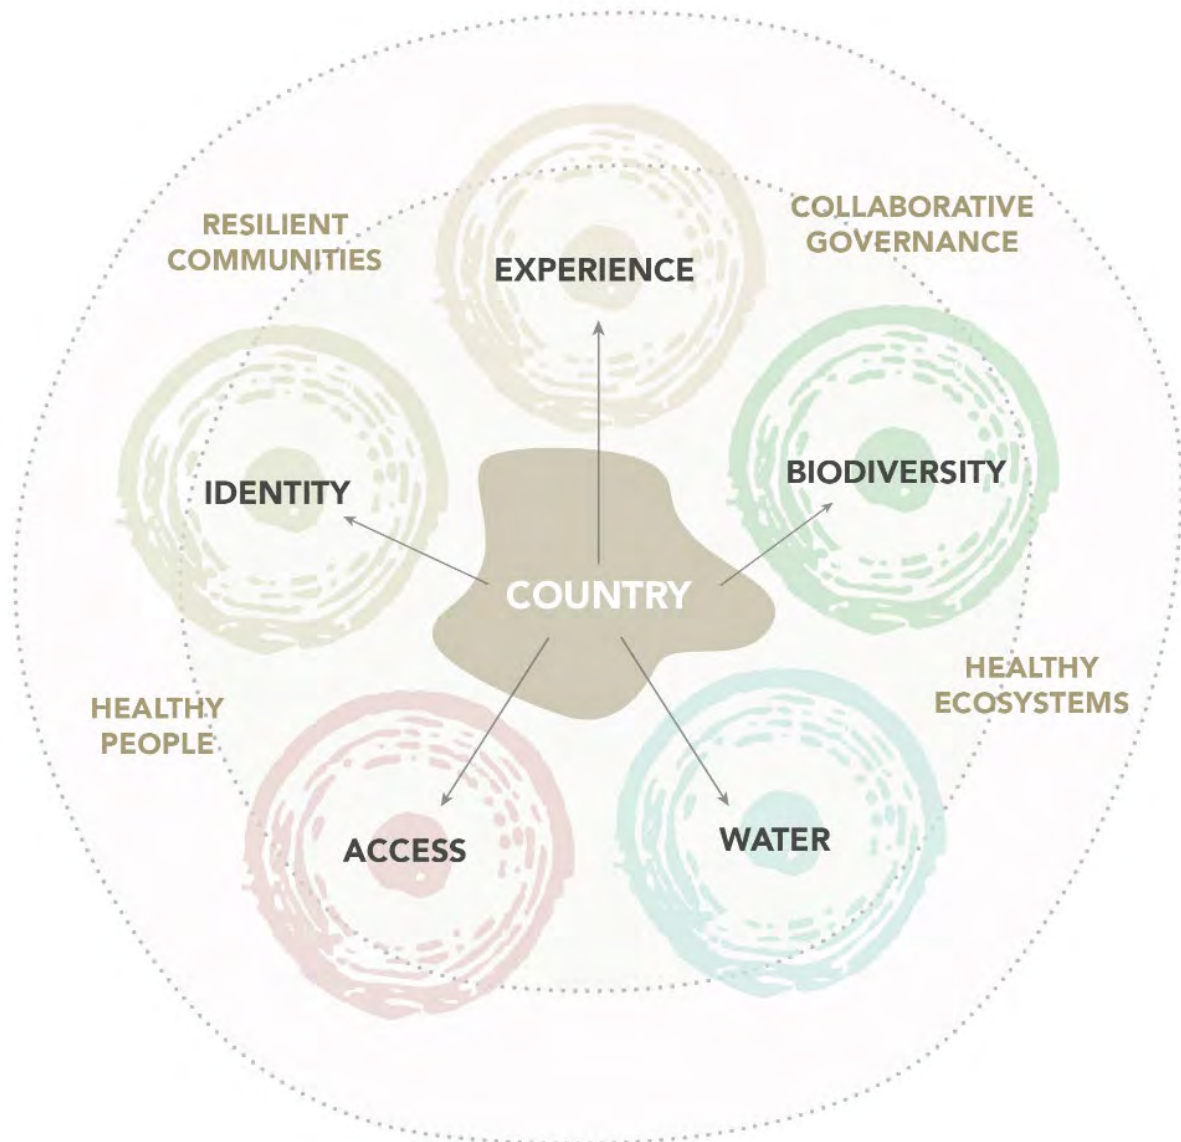 RESILIENT
COMMUNITIES
COLLABORATIVE
GOVERNANCE
EXPERIENCE
IDENTITY
BIODIVERSITY
COUNTRY
HEALTHY
PEOPLE
HEALTHY
ECOSYSTEMS
ACCESS
WATER